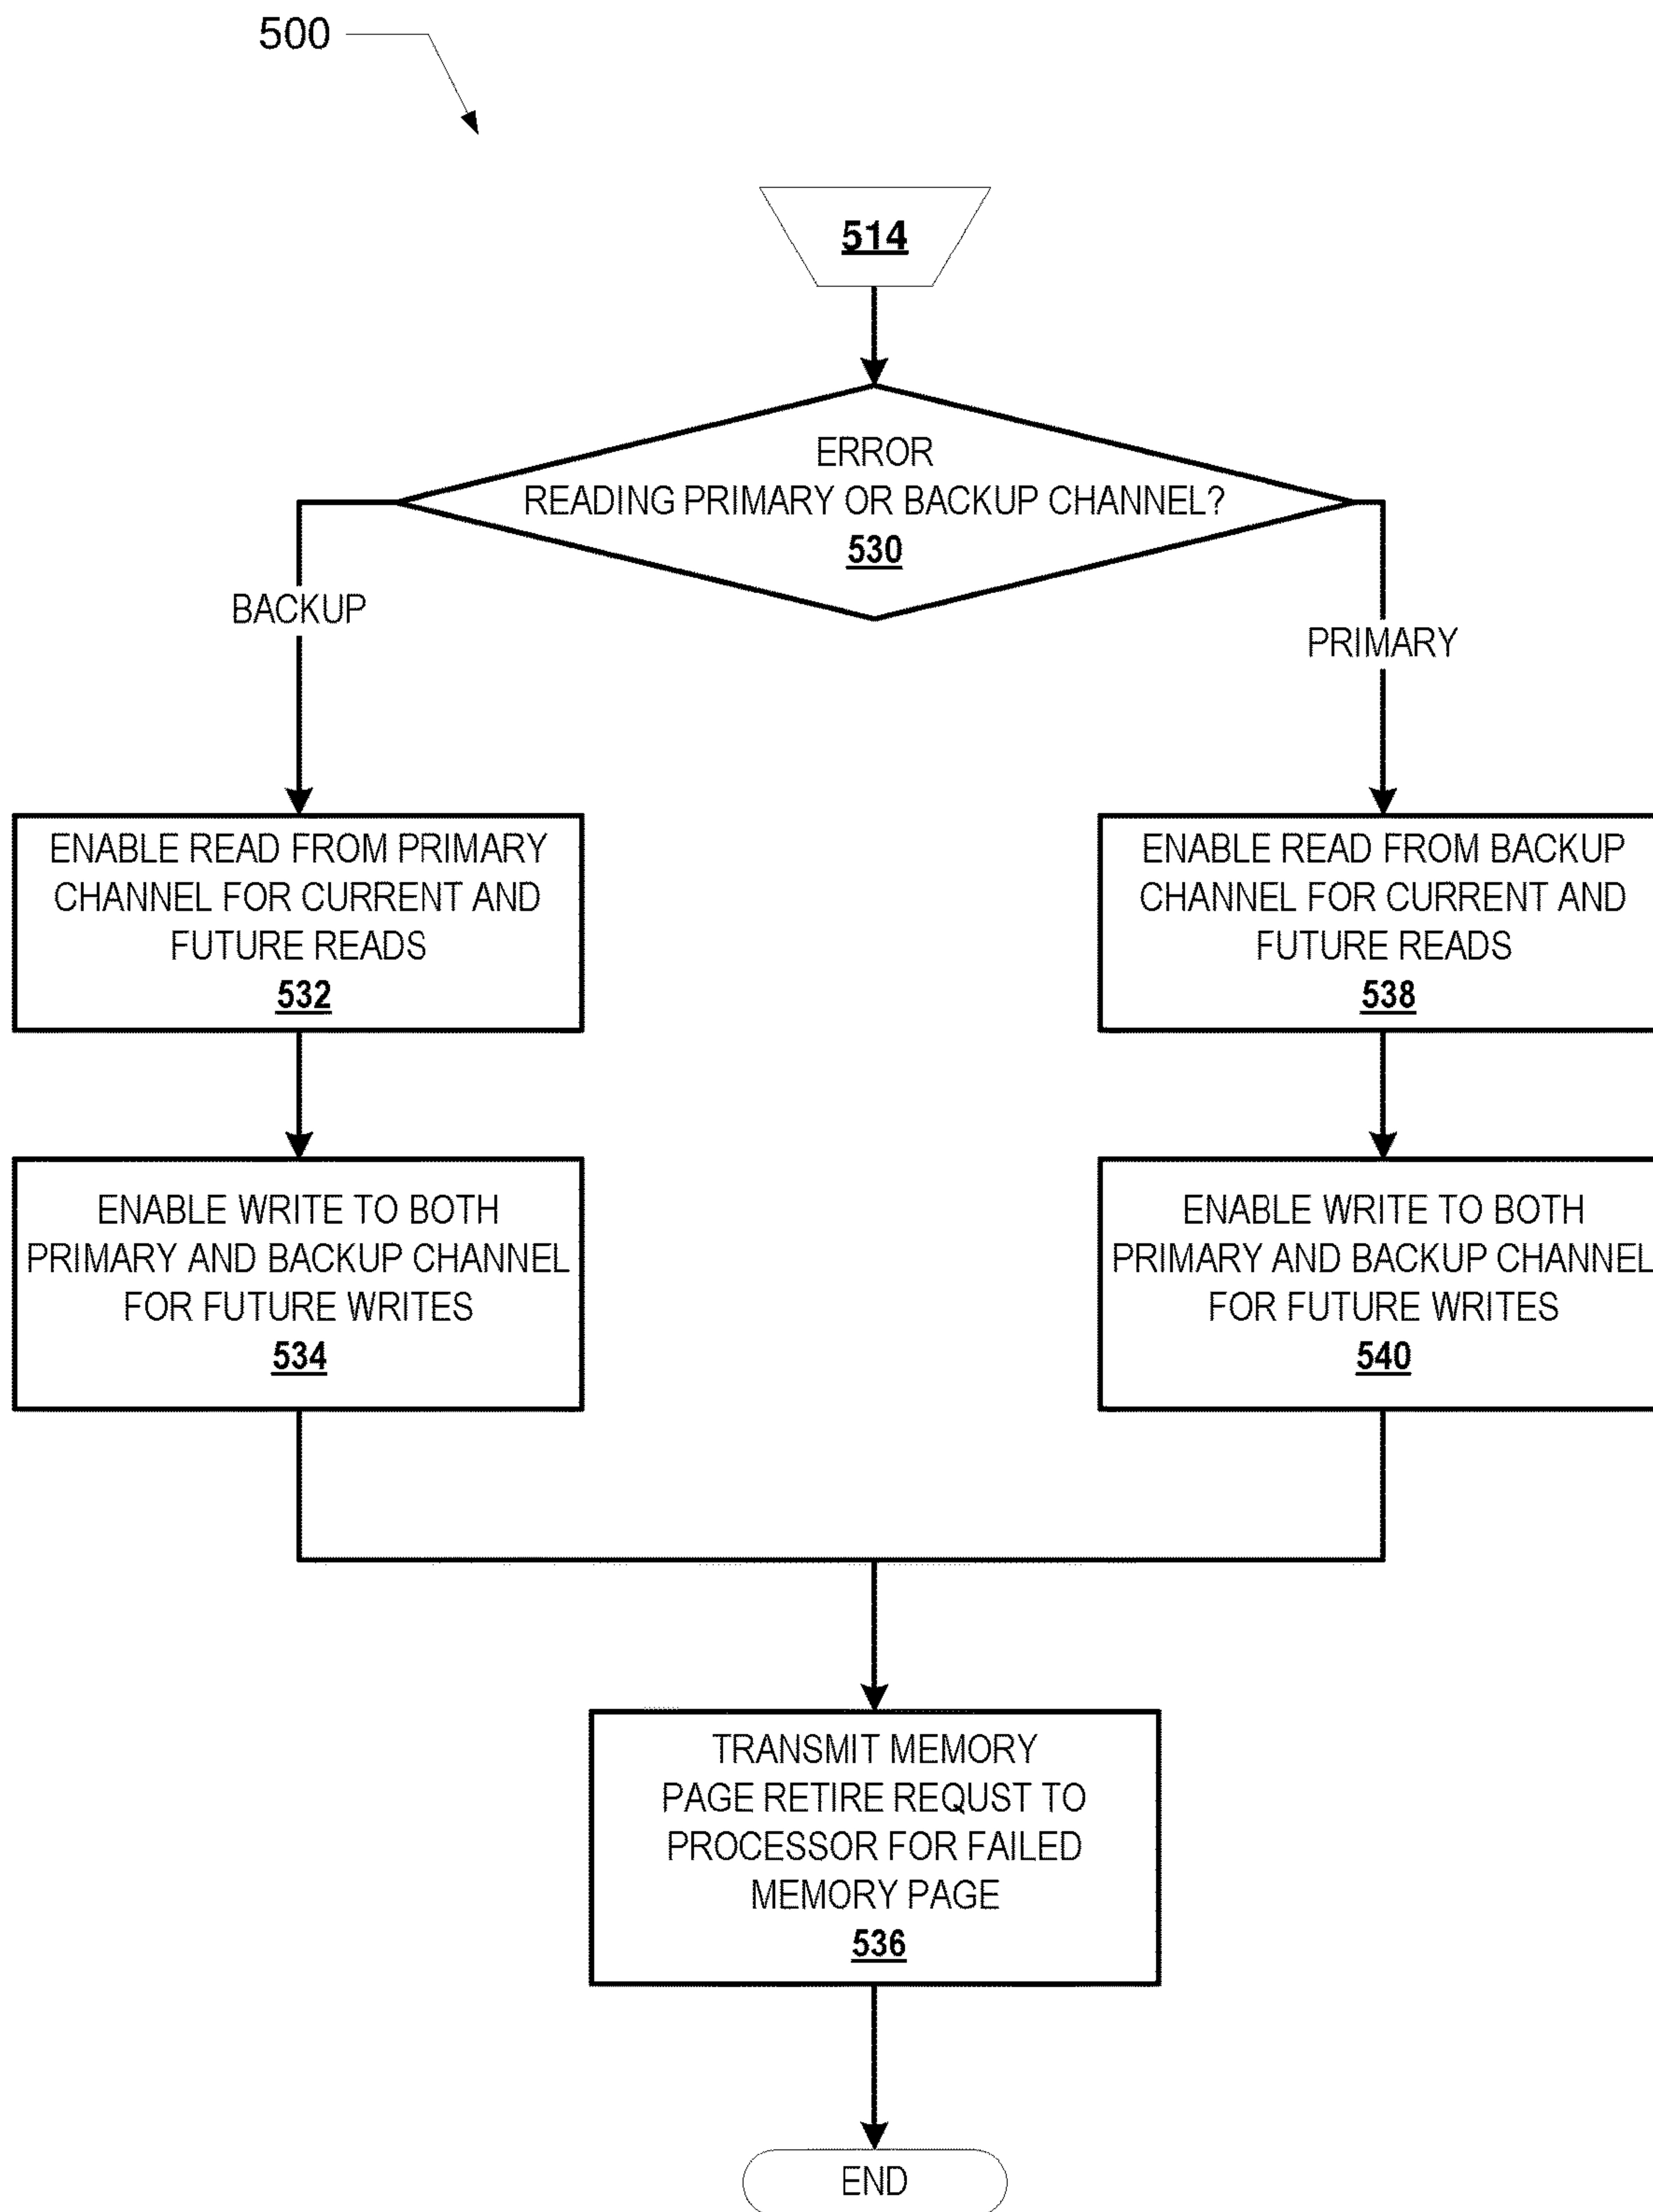 500
514
ERROR
READING PRIMARY OR BACKUP CHANNEL?
530
BACKUP
PRIMARY
ENABLE READ FROM PRIMARY
CHANNEL FOR CURRENT AND
FUTURE READS
532
ENABLE READ FROM BACKUP
CHANNEL FOR CURRENT AND
FUTURE READS
538
ENABLE WRITE TO BOTH
PRIMARY AND BACKUP CHANNEL
FOR FUTURE WRITES
534
ENABLE WRITE TO BOTH
PRIMARY AND BACKUP CHANNEL
FOR FUTURE WRITES
540
TRANSMIT MEMORY
PAGE RETIRE REQUST TO
PROCESSOR FOR FAILED
MEMORY PAGE
536
END